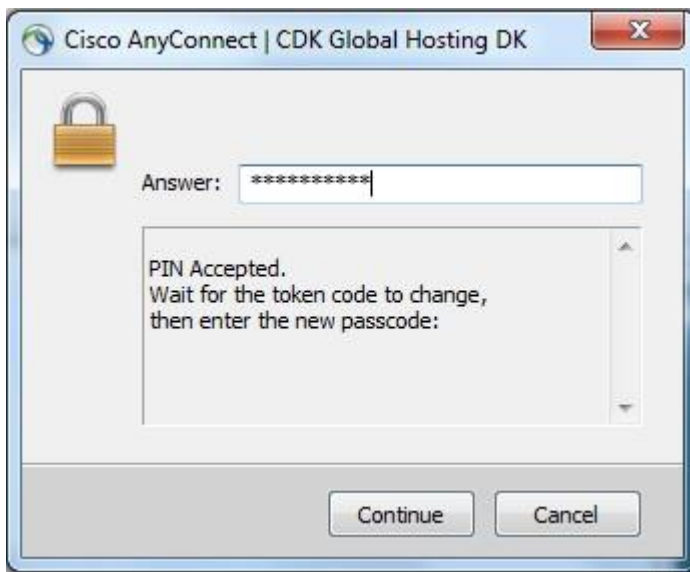 Cisco AnyConnect | CDK Global Hosting DK
Answer: **********
PIN Accepted.
Wait for the token code to change,
then enter the new passcode:
Continue Cancel